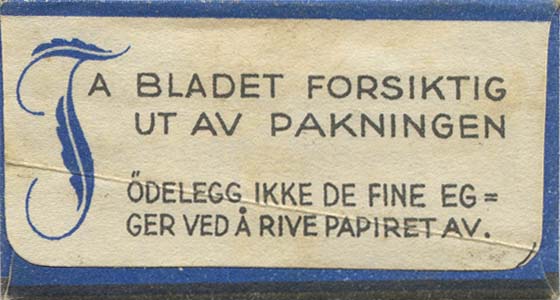 TA BLADET FORSIKTIG
UT AV PAKNINGEN
ÖDELEGG IKKE DE FINE EG=
GER VED Å RIVE PAPIRET AV.